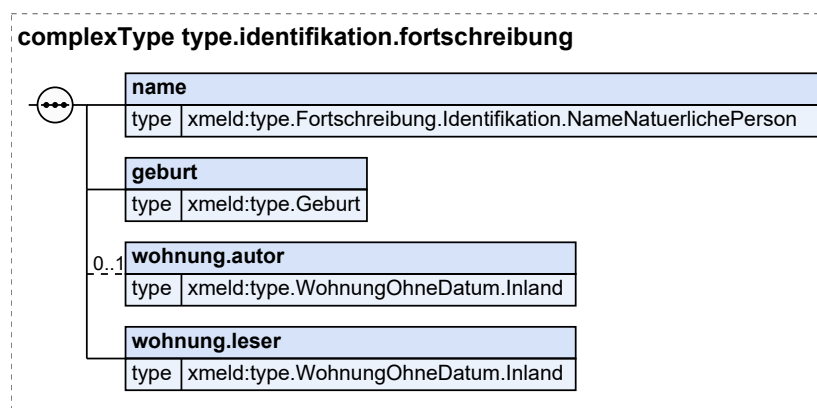 complexType type.identifikation.fortschreibung
name
type xmeld:type.Fortschreibung.Identifikation.NameNatuerlichePerson
geburt
type xmeld:type.Geburt
0..1 wohnung.autor
type xmeld:type.WohnungOhneDatum.Inland
wohnung.leser
type xmeld:type.WohnungOhneDatum.Inland